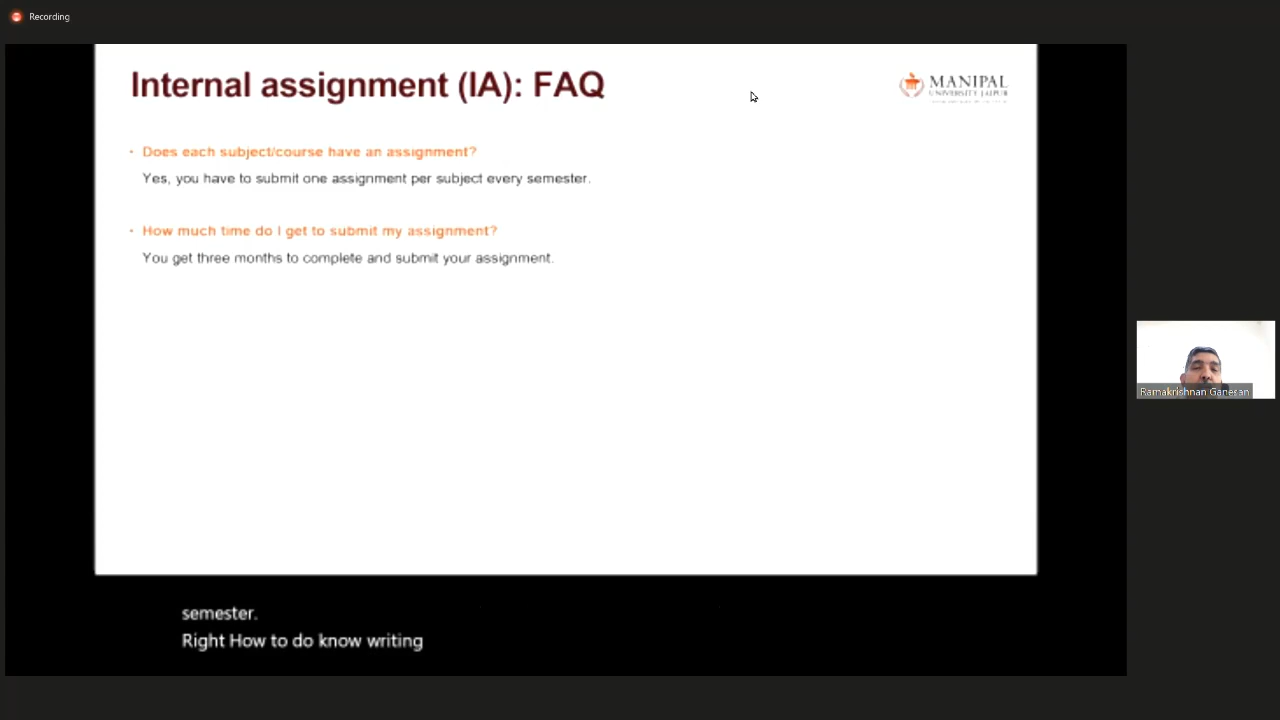 Recording
Internal assignment (IA): FAQ
MANIPAL
UNIVERSITY JAIPUR
• Does each subject/course have an assignment?
Yes, you have to submit one assignment per subject every semester.
• How much time do I get to submit my assignment?
You get three months to complete and submit your assignment.
Ramakrishnan Ganesan
semester.
Right How to do know writing